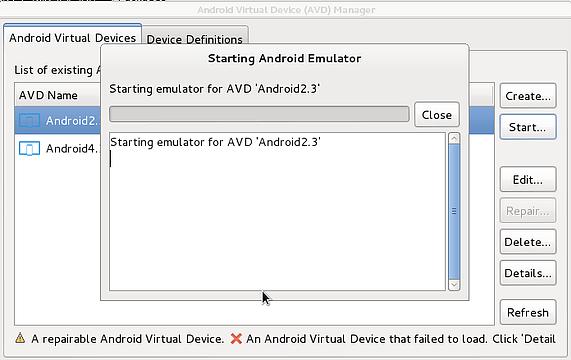 Android Virtual Device (AVD) Manager
Android Virtual Devices
Device Definitions
Starting Android Emulator
List of existing A
Starting emulator for AVD 'Android2.3'
AVD Name
Close
Create...
Android2.
Start...
Starting emulator for AVD 'Android2.3'
Android4.
Edit...
Repair...
Delete...
Details...
Refresh
A repairable Android Virtual Device. An Android Virtual Device that failed to load. Click 'Detail